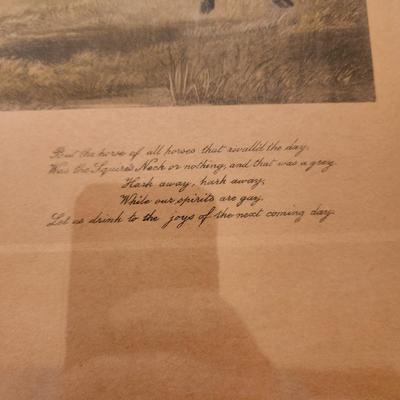 But the horse of all horses that rivall'd the day,
Was the Squire's Neck or nothing, and that was a grey.
Hark away, hark away,
While our spirits are gay.
Let us drink to the joys of the next coming day.